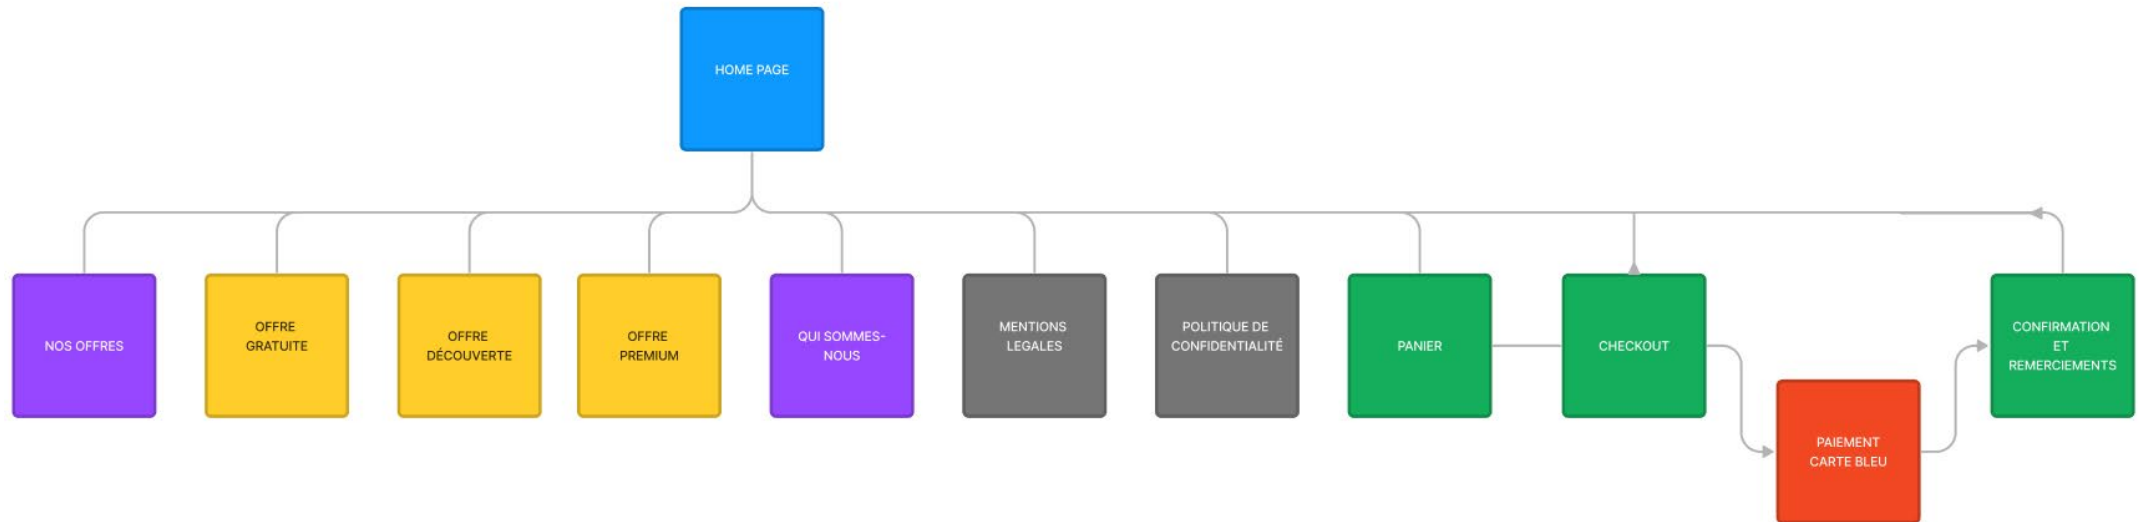 HOME PAGE
NOS OFFRES
OFFRE
GRATUITE
OFFRE
DÉCOUVERTE
OFFRE
PREMIUM
QUI SOMMES-
NOUS
MENTIONS
LEGALES
POLITIQUE DE
CONFIDENTIALITÉ
PANIER
CHECKOUT
PAIEMENT
CARTE BLEU
CONFIRMATION
ET
REMERCIEMENTS